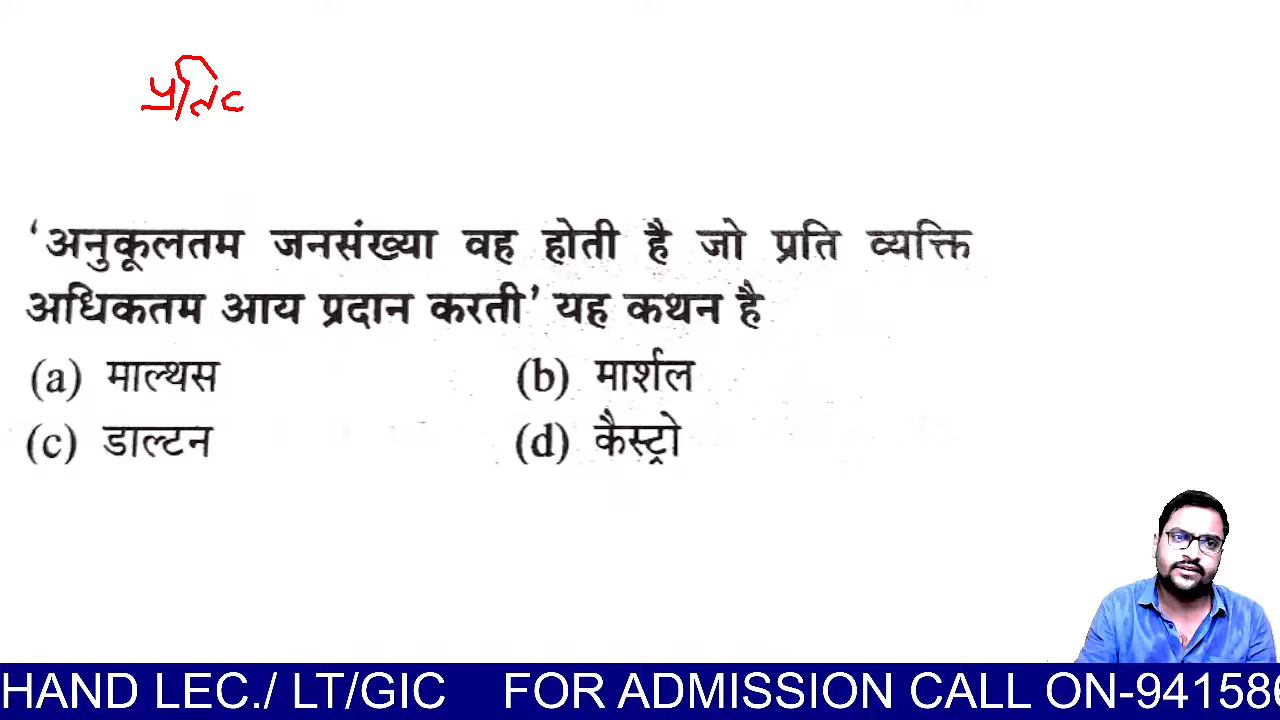 प्रति
'अनुकूलतम जनसंख्या वह होती है जो प्रति व्यक्ति
अधिकतम आय प्रदान करती' यह कथन है
(a) माल्थस (b) मार्शल
(c) डाल्टन (d) कैस्ट्रो
HAND LEC./ LT/GIC FOR ADMISSION CALL ON-941586